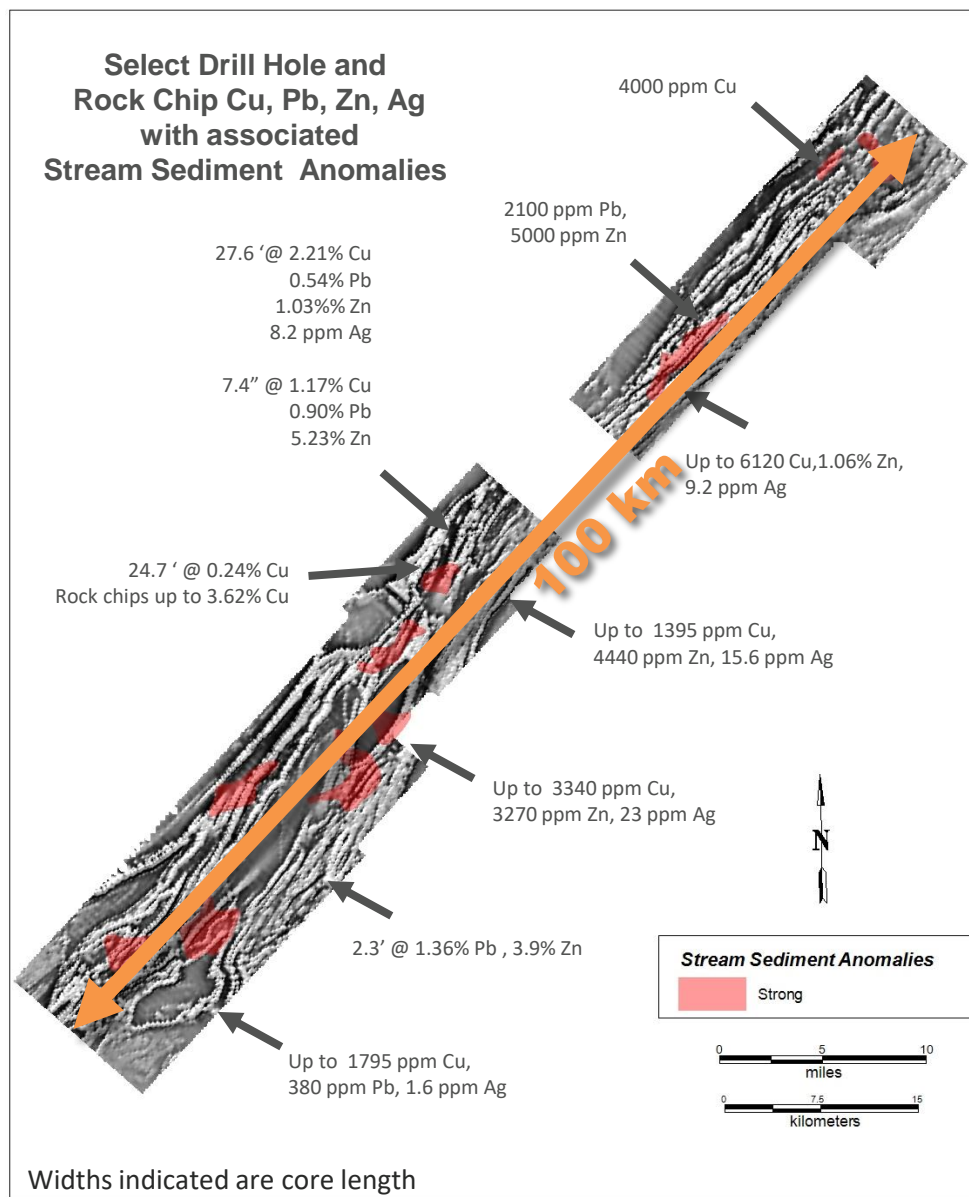 Select Drill Hole and
Rock Chip Cu, Pb, Zn, Ag
with associated
Stream Sediment Anomalies
4000 ppm Cu
2100 ppm Pb,
5000 ppm Zn
27.6 ‘@ 2.21% Cu
0.54% Pb
1.03%% Zn
8.2 ppm Ag
7.4” @ 1.17% Cu
0.90% Pb
5.23% Zn
Up to 6120 Cu,1.06% Zn,
9.2 ppm Ag
100 km
24.7 ‘ @ 0.24% Cu
Rock chips up to 3.62% Cu
Up to 1395 ppm Cu,
4440 ppm Zn, 15.6 ppm Ag
Up to 3340 ppm Cu,
3270 ppm Zn, 23 ppm Ag
N
2.3’ @ 1.36% Pb , 3.9% Zn
Stream Sediment Anomalies
Strong
0 5 10
miles
0 7.5 15
kilometers
Up to 1795 ppm Cu,
380 ppm Pb, 1.6 ppm Ag
Widths indicated are core length